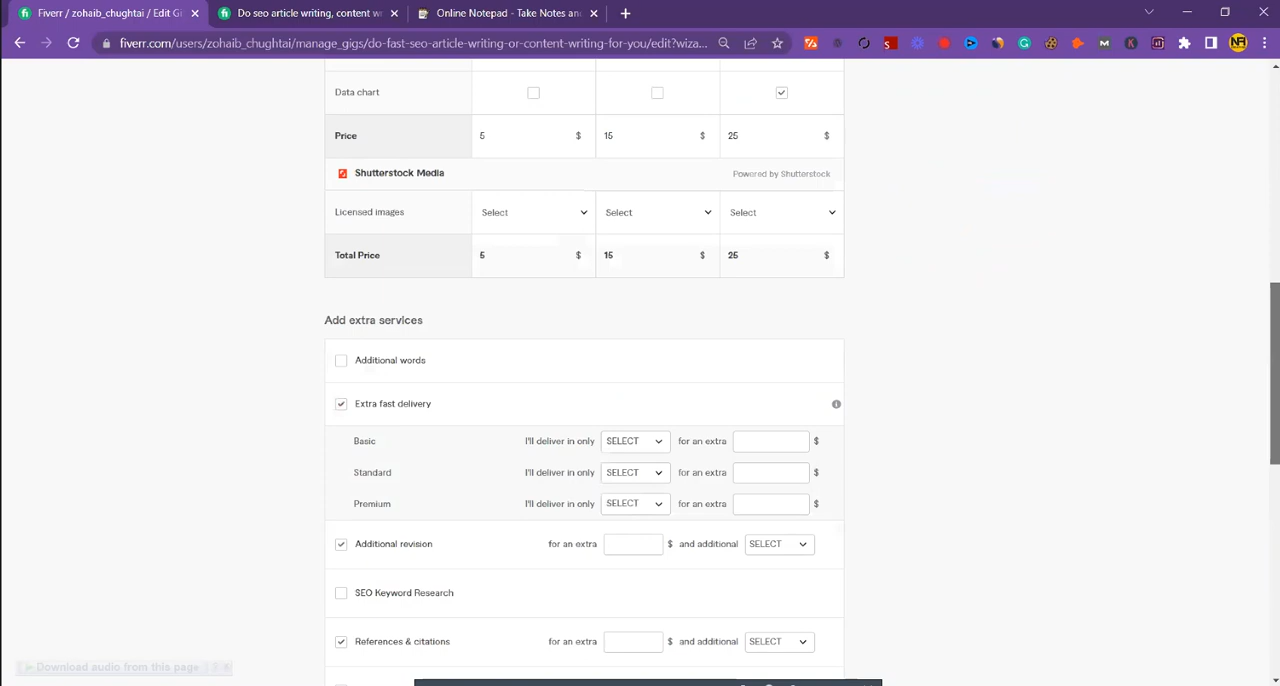 Fiverr / zohaib_chughtai / Edit Gi
Do seo article writing, content w
Online Notepad - Take Notes an
fiverr.com/users/zohaib_chughtai/manage_gigs/do-fast-seo-article-writing-or-content-writing-for-you/edit?wiza...
Data chart
Price 5 $ 15 $ 25 $
Shutterstock Media Powered by Shutterstock
Licensed images Select Select Select
Total Price 5 $ 15 $ 25 $
Add extra services
Additional words
Extra fast delivery
Basic I'll deliver in only SELECT for an extra $
Standard I'll deliver in only SELECT for an extra $
Premium I'll deliver in only SELECT for an extra $
Additional revision for an extra $ and additional SELECT
SEO Keyword Research
References & citations for an extra $ and additional SELECT
Download audio from this page